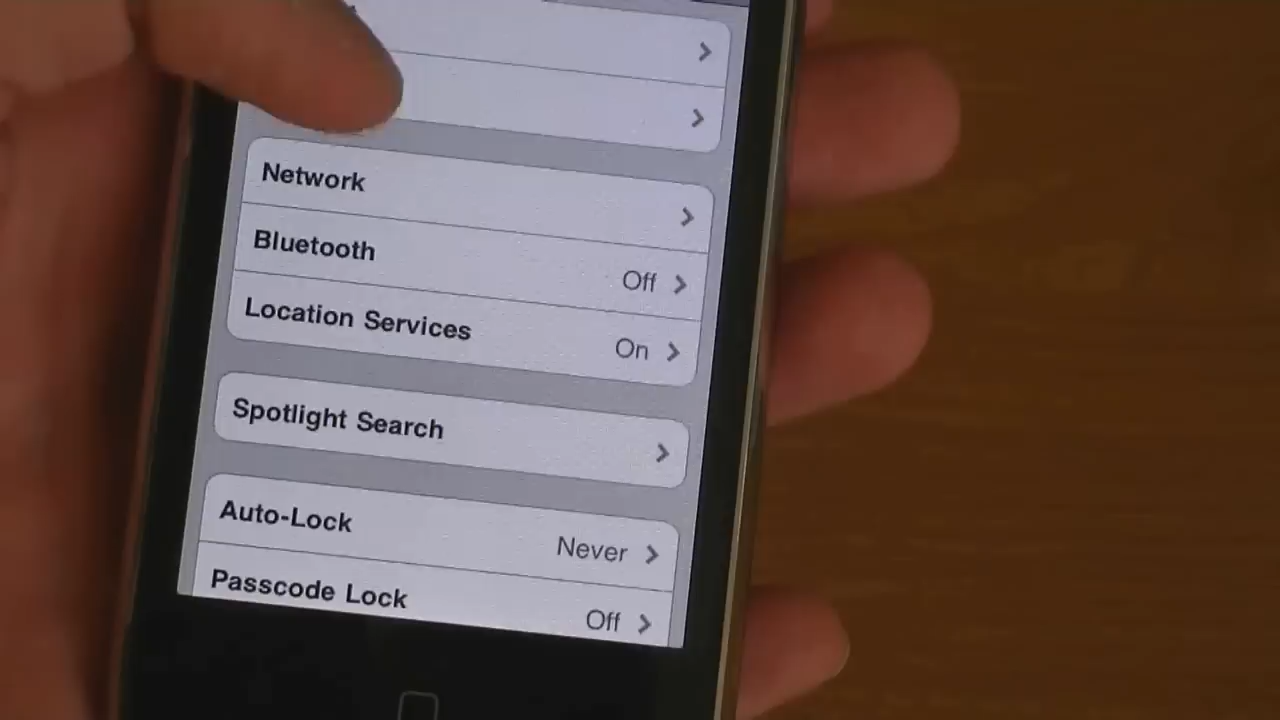 Network
Bluetooth Off
Location Services On
Spotlight Search
Auto-Lock Never
Passcode Lock Off